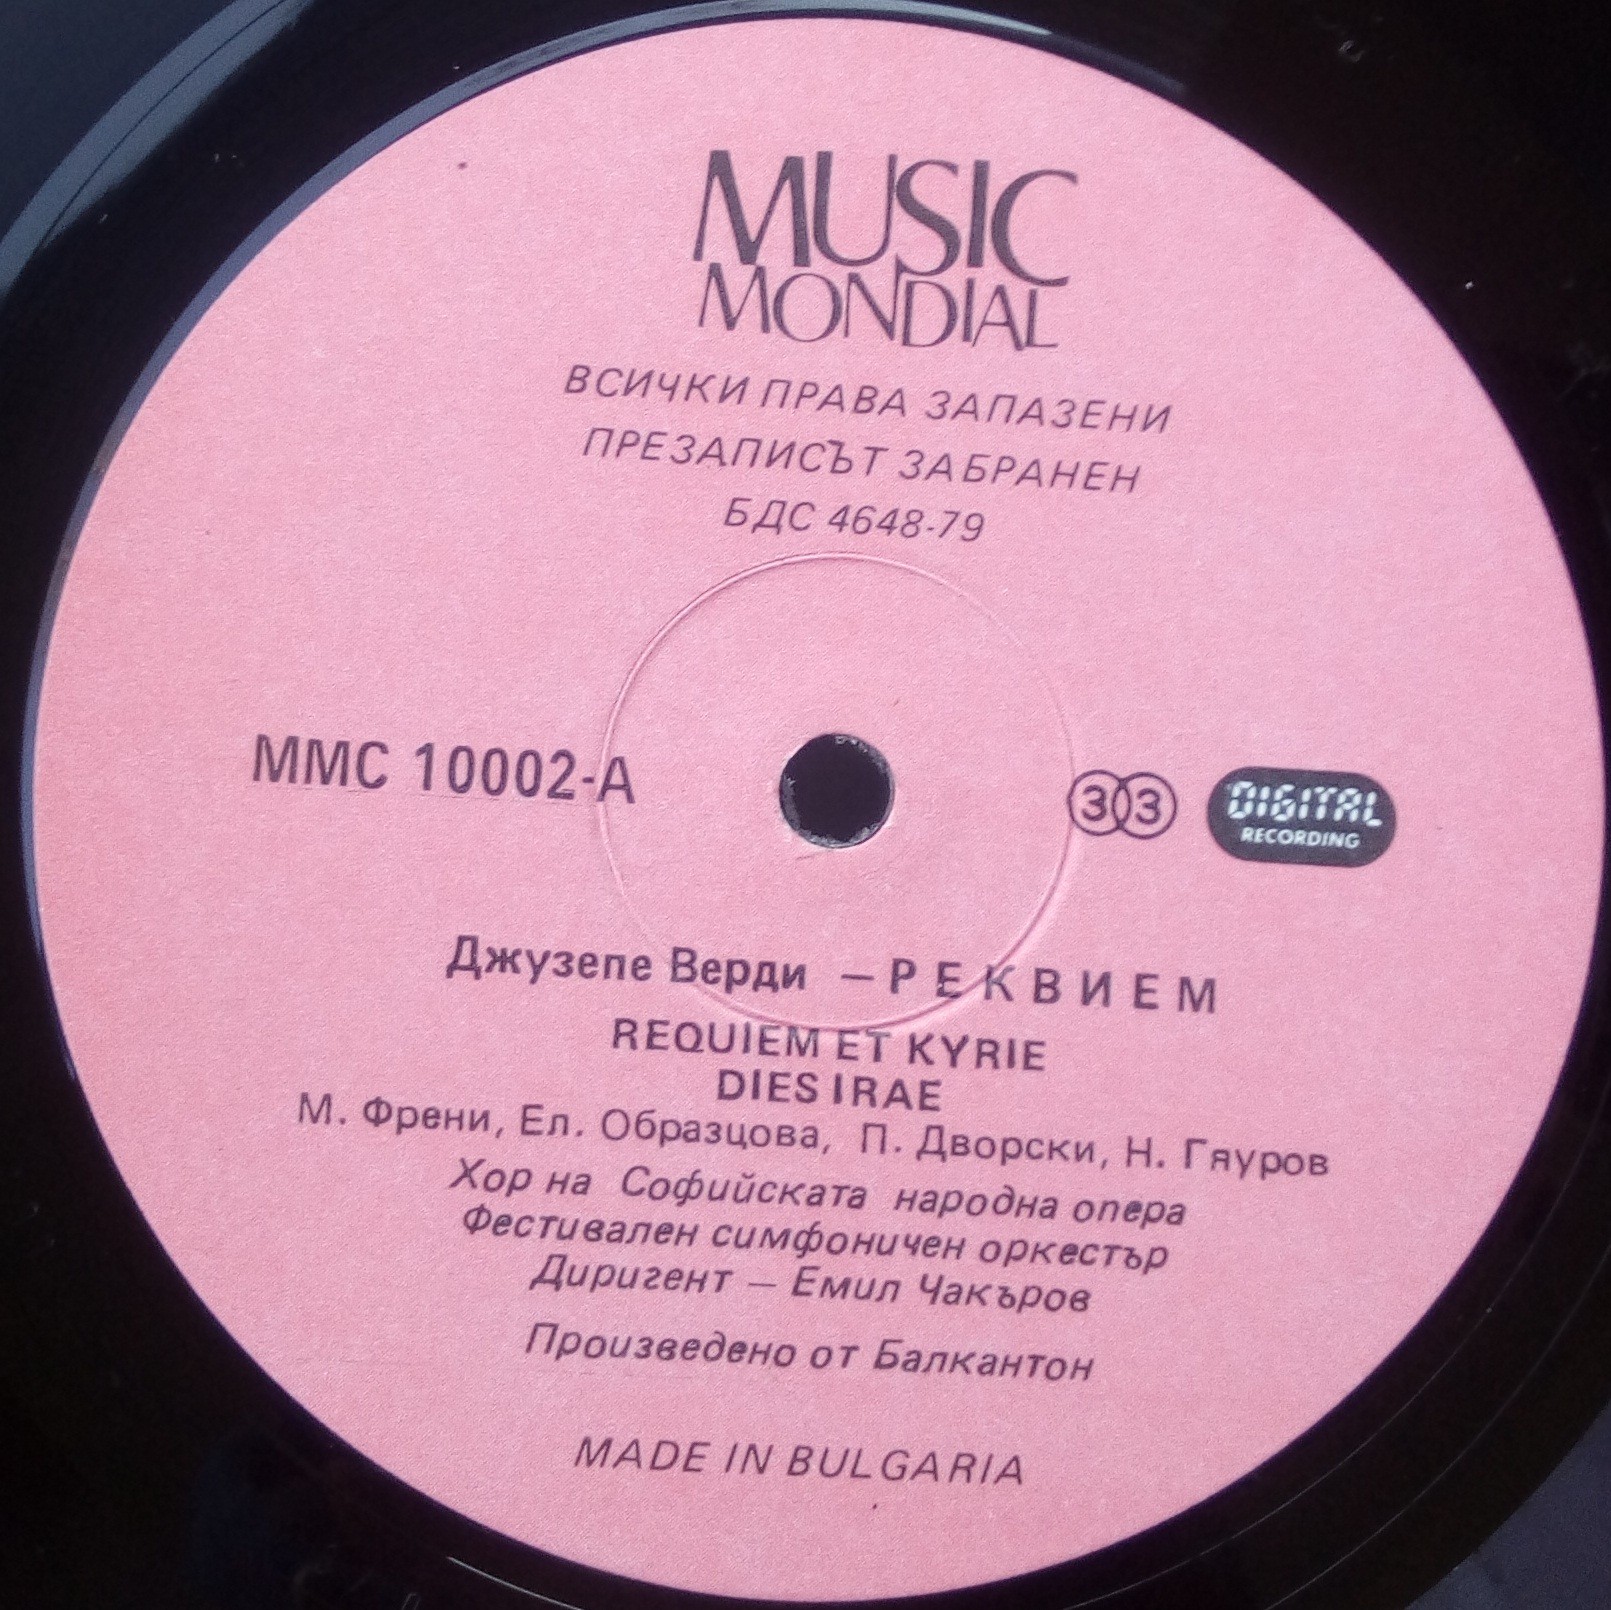 MUSIC
MONDIAL
ВСИЧКИ ПРАВА ЗАПАЗЕНИ
ПРЕЗАПИСЪТ ЗАБРАНЕН
БДС 4648-79
ММС 10002-А
33
DIGITAL
RECORDING
Джузепе Верди – РЕКВИЕМ
REQUIEM ET KYRIE
DIES IRAE
М. Френи, Ел. Образцова, П. Дворски, Н. Гяуров
Хор на Софийската народна опера
Фестивален симфоничен оркестър
Диригент – Емил Чакъров
Произведено от Балкантон
MADE IN BULGARIA